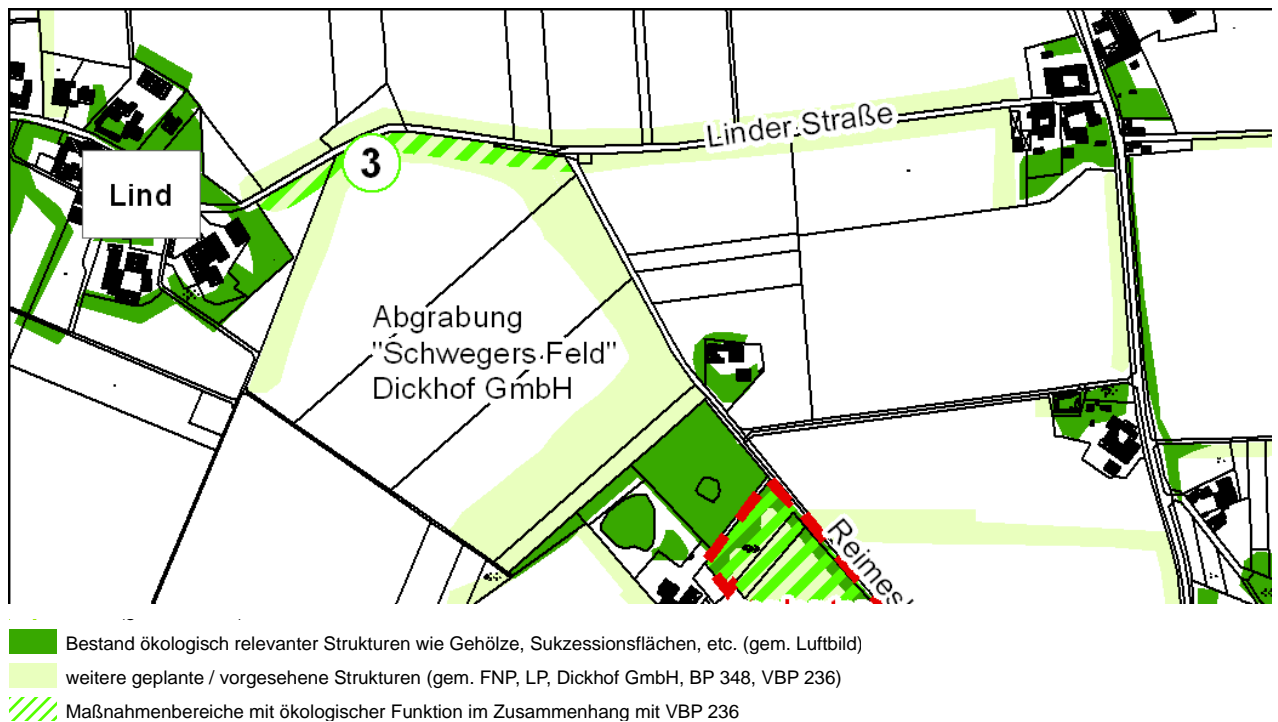 Linder Straße
3
Lind
Abgrabung
"Schwegers Feld"
Dickhof GmbH
Bestand ökologisch relevanter Strukturen wie Gehölze, Sukzessionsflächen, etc. (gem. Luftbild)
weitere geplante / vorgesehene Strukturen (gem. FNP, LP, Dickhof GmbH, BP 348, VBP 236)
Maßnahmenbereiche mit ökologischer Funktion im Zusammenhang mit VBP 236